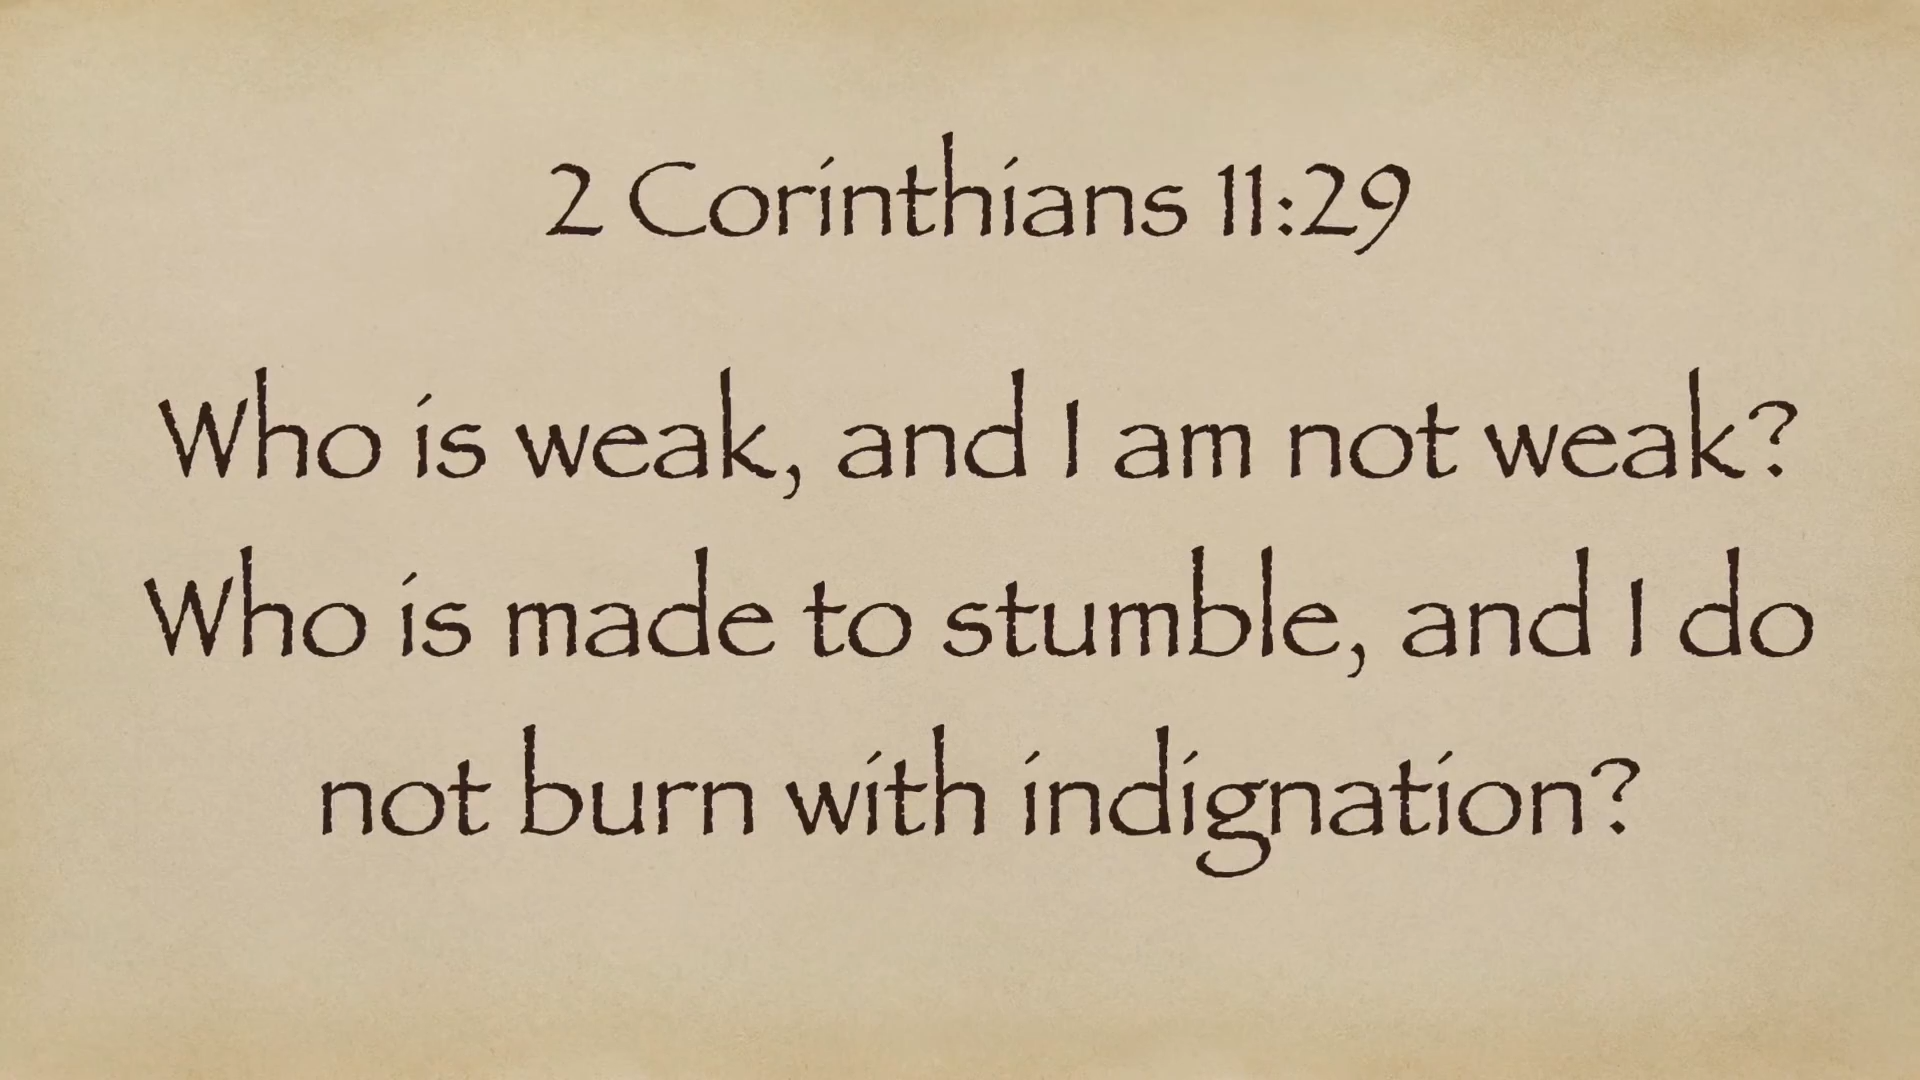 2 Corinthians 11:29
Who is weak, and I am not weak?
Who is made to stumble, and I do
not burn with indignation?